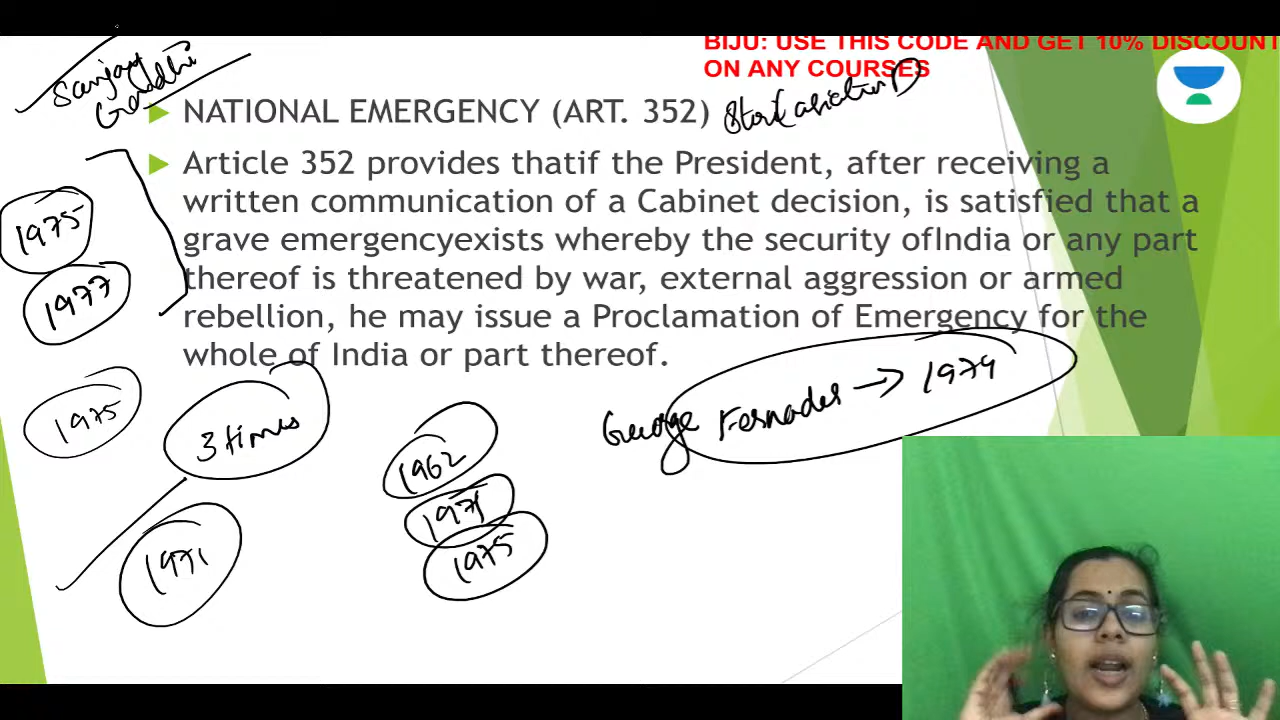 BIJU: USE THIS CODE AND GET 10% DISCOUNT
ON ANY COURSES
Sanjay
Gandhi
NATIONAL EMERGENCY (ART. 352)
Article 352 provides thatif the President, after receiving a
written communication of a Cabinet decision, is satisfied that a
grave emergencyexists whereby the security ofIndia or any part
thereof is threatened by war, external aggression or armed
rebellion, he may issue a Proclamation of Emergency for the
whole of India or part thereof.
1975
1977
1975
3 times
1971
1962
1971
1975
George Fernades → 1974